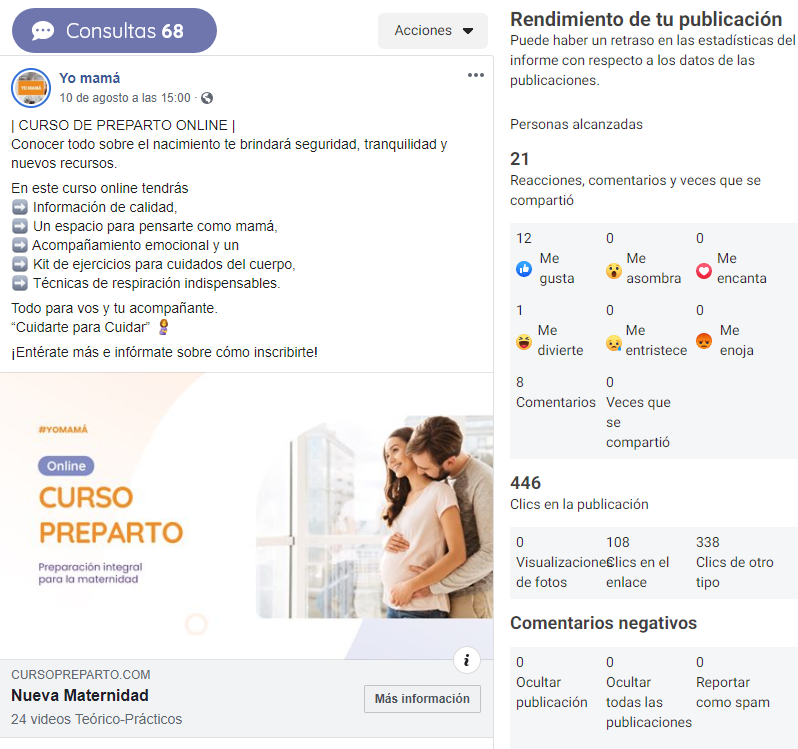 Consultas 68
Acciones
Yo mamá
10 de agosto a las 15:00 ·
| CURSO DE PREPARTO ONLINE |
Conocer todo sobre el nacimiento te brindará seguridad, tranquilidad y
nuevos recursos.
En este curso online tendrás
➡️ Información de calidad,
➡️ Un espacio para pensarte como mamá,
➡️ Acompañamiento emocional y un
➡️ Kit de ejercicios para cuidados del cuerpo,
➡️ Técnicas de respiración indispensables.
Todo para vos y tu acompañante.
“Cuidarte para Cuidar” 🤱
¡Entérate más e infórmate sobre cómo inscribirte!
#YOMAMÁ
Online
CURSO
PREPARTO
Preparación integral
para la maternidad
CURSOPREPARTO.COM
Nueva Maternidad
24 videos Teórico-Prácticos
Más información
Rendimiento de tu publicación
Puede haber un retraso en las estadísticas del
informe con respecto a los datos de las
publicaciones.
Personas alcanzadas
21
Reacciones, comentarios y veces que se
compartió
12 0 0
Me Me Me
gusta asombra encanta
1 0 0
Me Me Me
divierte entristece enoja
8 0
Comentarios Veces que
se
compartió
446
Clics en la publicación
0 108 338
Visualizaciones Clics en el Clics de otro
de fotos enlace tipo
Comentarios negativos
0 0 0
Ocultar Ocultar Reportar
publicación todas las como spam
publicaciones